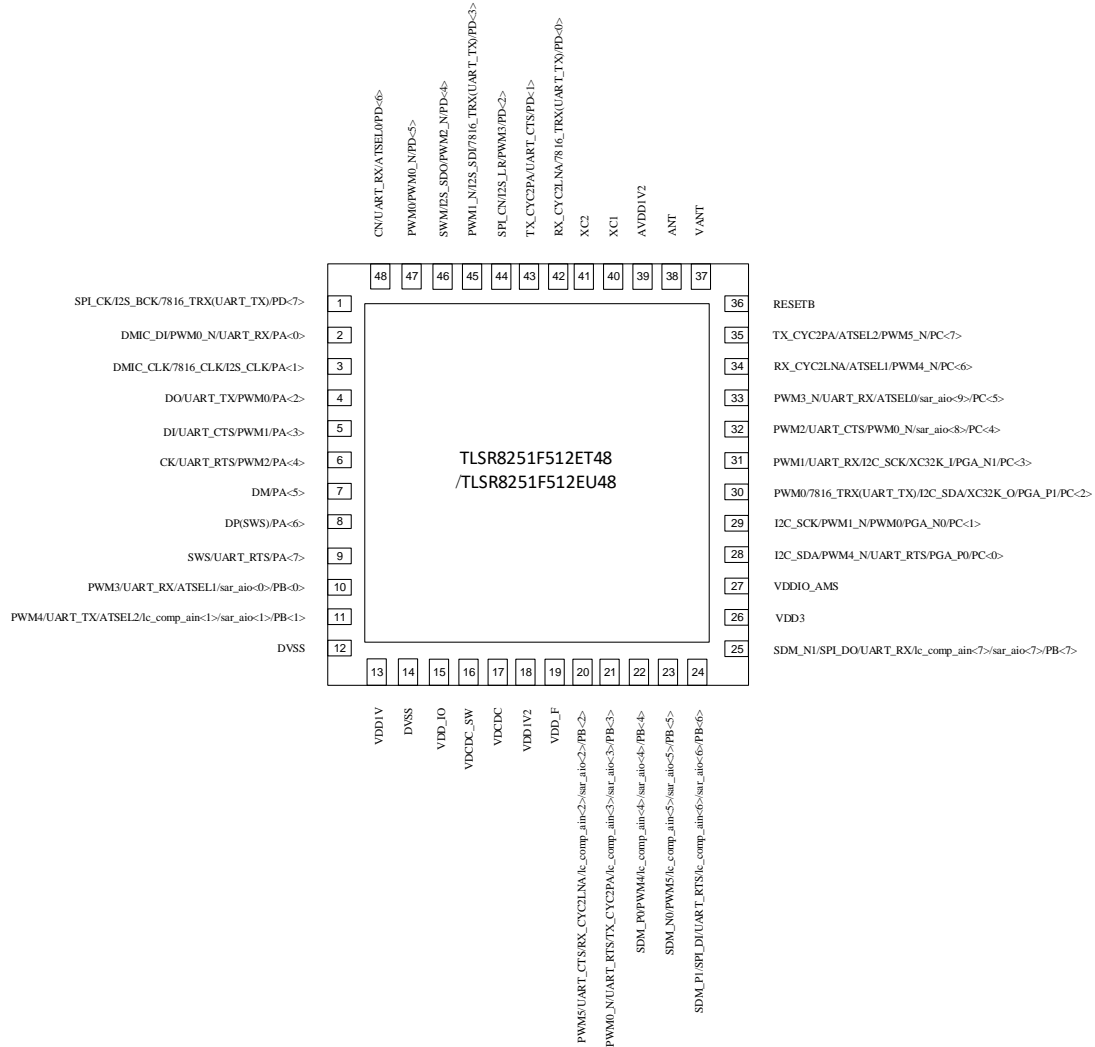 CN/UART_RX/ATSEL0/PD<6>
PWM0/PWM0_N/PD<5>
SWM/I2S_SDO/PWM2_N/PD<4>
PWM1_N/I2S_SDI/7816_TRX(UART_TX)/PD<3>
SPI_CN/I2S_LR/PWM3/PD<2>
TX_CYC2PA/UART_CTS/PD<1>
RX_CYC2LNA/7816_TRX(UART_TX)/PD<0>
XC2
XC1
AVDD1V2
ANT
VANT
48
47
46
45
44
43
42
41
40
39
38
37
SPI_CK/I2S_BCK/7816_TRX(UART_TX)/PD<7>
1
DMIC_DI/PWM0_N/UART_RX/PA<0>
2
DMIC_CLK/7816_CLK/I2S_CLK/PA<1>
3
DO/UART_TX/PWM0/PA<2>
4
DI/UART_CTS/PWM1/PA<3>
5
CK/UART_RTS/PWM2/PA<4>
6
DM/PA<5>
7
DP(SWS)/PA<6>
8
SWS/UART_RTS/PA<7>
9
PWM3/UART_RX/ATSEL1/sar_aio<0>/PB<0>
10
PWM4/UART_TX/ATSEL2/lc_comp_ain<1>/sar_aio<1>/PB<1>
11
DVSS
12
TLSR8251F512ET48
/TLSR8251F512EU48
36
RESETB
35
TX_CYC2PA/ATSEL2/PWM5_N/PC<7>
34
RX_CYC2LNA/ATSEL1/PWM4_N/PC<6>
33
PWM3_N/UART_RX/ATSEL0/sar_aio<9>/PC<5>
32
PWM2/UART_CTS/PWM0_N/sar_aio<8>/PC<4>
31
PWM1/UART_RX/I2C_SCK/XC32K_I/PGA_N1/PC<3>
30
PWM0/7816_TRX(UART_TX)/I2C_SDA/XC32K_O/PGA_P1/PC<2>
29
I2C_SCK/PWM1_N/PWM0/PGA_N0/PC<1>
28
I2C_SDA/PWM4_N/UART_RTS/PGA_P0/PC<0>
27
VDDIO_AMS
26
VDD3
25
SDM_N1/SPI_DO/UART_RX/lc_comp_ain<7>/sar_aio<7>/PB<7>
13
14
15
16
17
18
19
20
21
22
23
24
VDD1V
DVSS
VDD_IO
VDCDC_SW
VDCDC
VDD1V2
VDD_F
PWM5/UART_CTS/RX_CYC2LNA/lc_comp_ain<2>/sar_aio<2>/PB<2>
PWM0_N/UART_RTS/TX_CYC2PA/lc_comp_ain<3>/sar_aio<3>/PB<3>
SDM_P0/PWM4/lc_comp_ain<4>/sar_aio<4>/PB<4>
SDM_N0/PWM5/lc_comp_ain<5>/sar_aio<5>/PB<5>
SDM_P1/SPI_DI/UART_RTS/lc_comp_ain<6>/sar_aio<6>/PB<6>